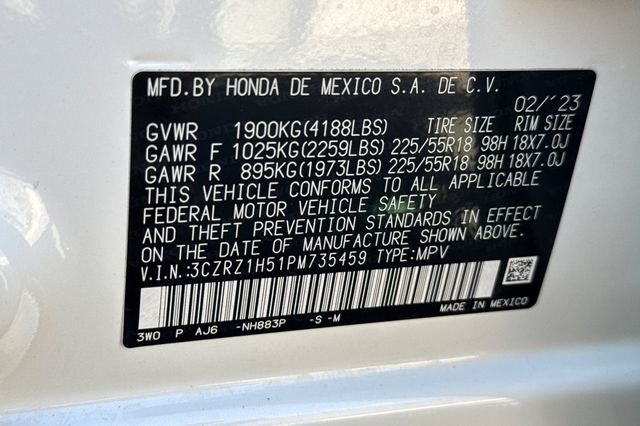 MFD.BY HONDA DE MEXICO S.A. DE C.V.
02/'23
GVWR 1900KG(4188LBS) TIRE SIZE RIM SIZE
GAWR F 1025KG(2259LBS) 225/55R18 98H 18X7.0J
GAWR R 895KG(1973LBS) 225/55R18 98H 18X7.0J
THIS VEHICLE CONFORMS TO ALL APPLICABLE
FEDERAL MOTOR VEHICLE SAFETY
AND THEFT PREVENTION STANDARDS IN EFFECT
ON THE DATE OF MANUFACTURE SHOWN ABOVE.
V.I.N.:3CZRZ1H51PM735459 TYPE:MPV
MADE IN MEXICO
3W0 P AJ6 -NH883P -S -M